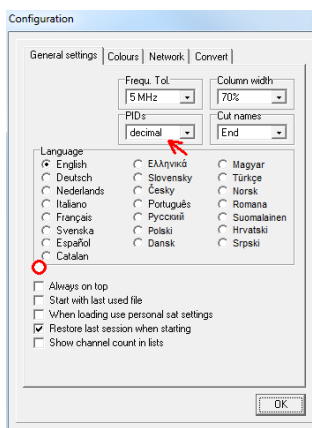 Configuration
General settings Colours Network Convert
Frequ. Tol. Column width
5 MHz 70%
PIDs Cut names
decimal End
Language
English Ελληνικά Magyar
Deutsch Slovensky Türkçe
Nederlands Česky Norsk
Italiano Português Romana
Français Русский Suomalainen
Svenska Polski Hrvatski
Español Dansk Srpski
Catalan
Always on top
Start with last used file
When loading use personal sat settings
Restore last session when starting
Show channel count in lists
OK